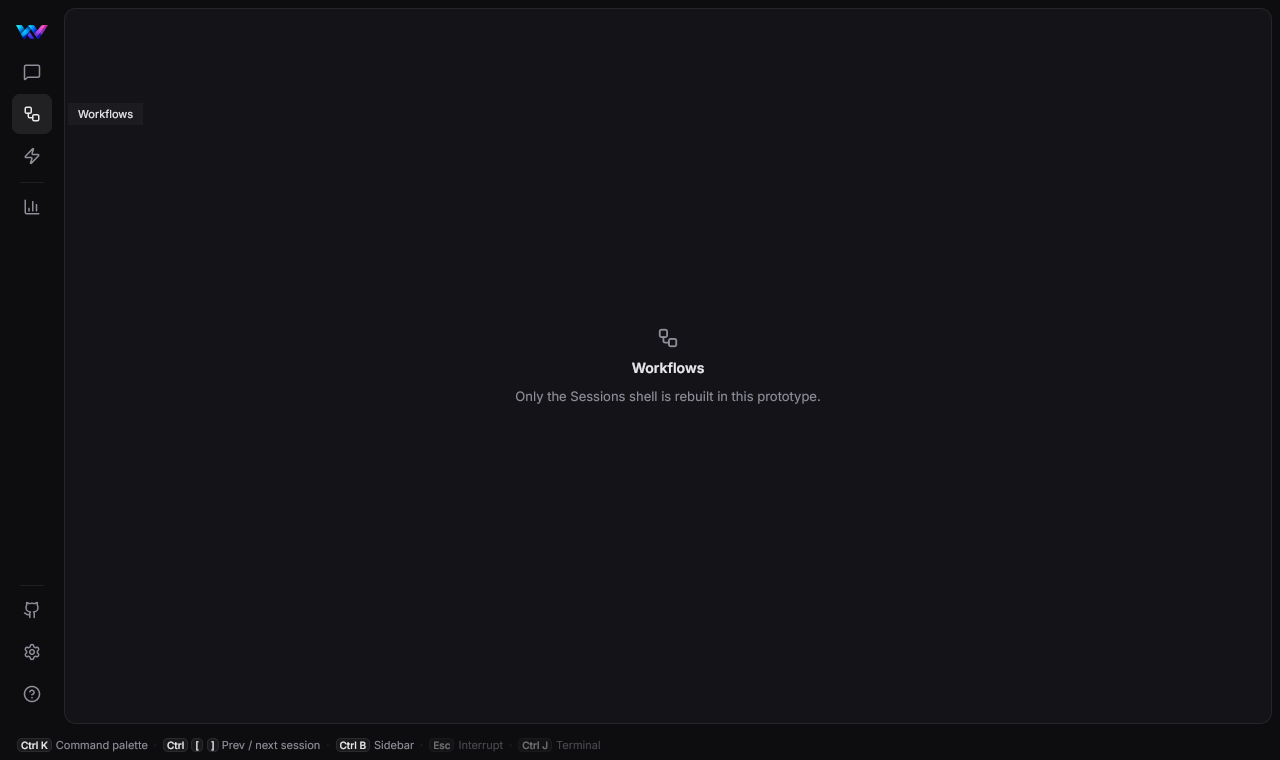 Workflows
Workflows
Only the Sessions shell is rebuilt in this prototype.
Ctrl K Command palette · Ctrl [ ] Prev / next session · Ctrl B Sidebar · Esc Interrupt · Ctrl J Terminal